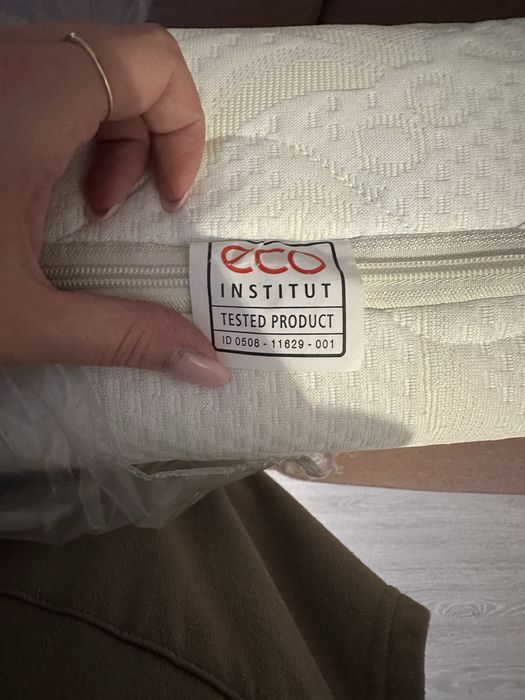 eco
INSTITUT
TESTED PRODUCT
ID 0508 - 11629 - 001